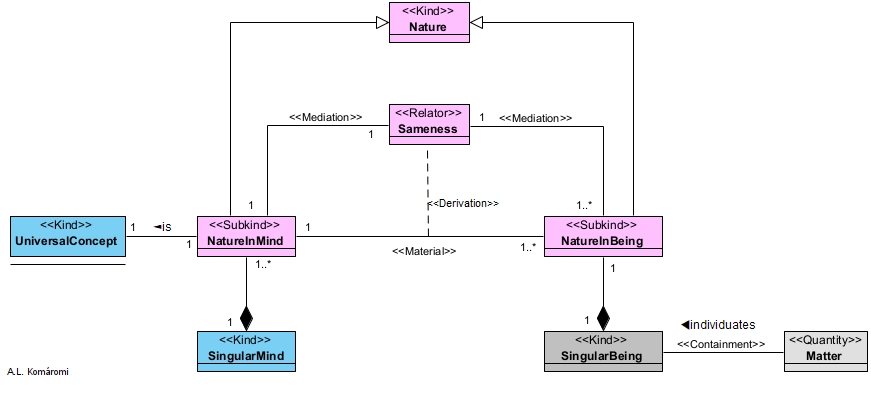 <<Kind>>
Nature
<<Relator>>
Sameness
<<Mediation>>
1
1
<<Mediation>>
<<Derivation>>
1
1..*
<<Kind>>
UniversalConcept
1
◄is
1
<<Subkind>>
NatureInMind
1
<<Material>>
1..*
<<Subkind>>
NatureInBeing
1..*
1
1
1
<<Kind>>
SingularMind
<<Kind>>
SingularBeing
◄individuates
<<Containment>>
<<Quantity>>
Matter
A.L. Komáromi